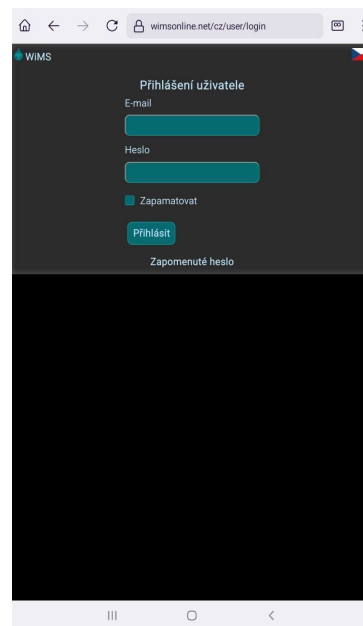 wimsonline.net/cz/user/login
WiMS
Přihlášení uživatele
E-mail
Heslo
Zapamatovat
Přihlásit
Zapomenuté heslo